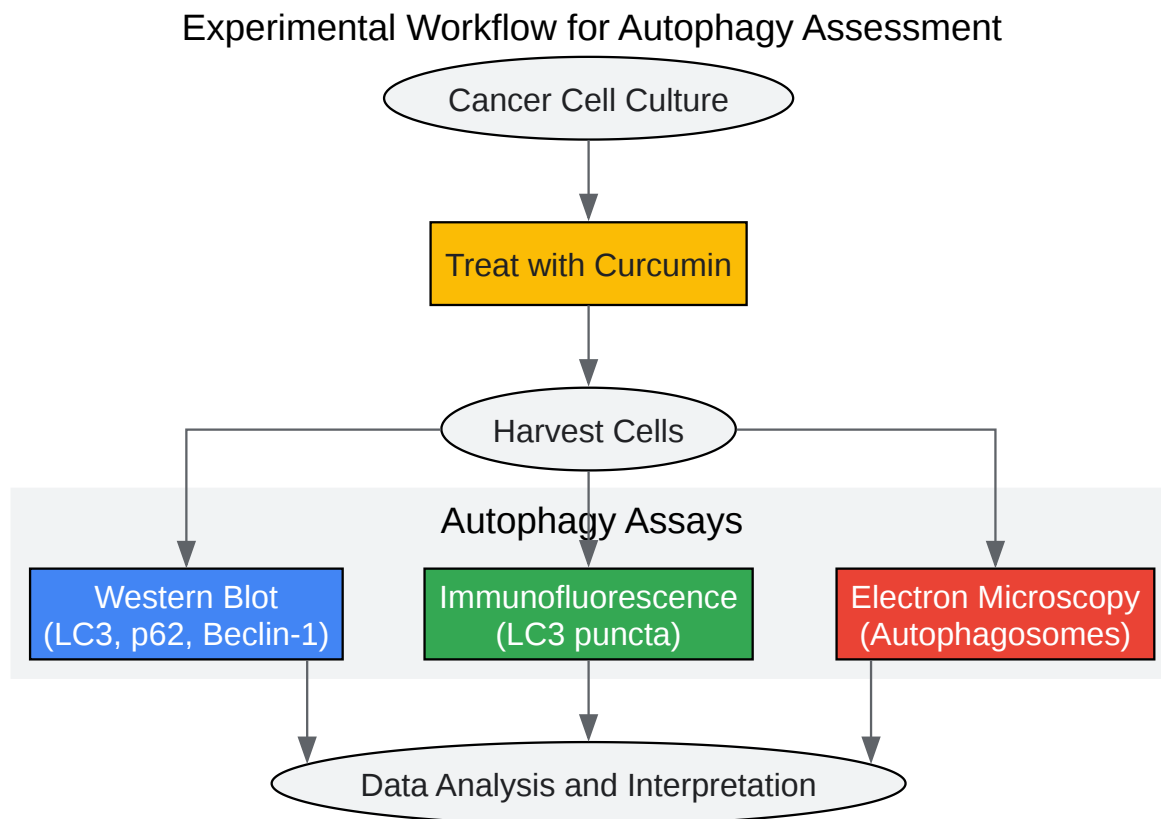 Experimental Workflow for Autophagy Assessment
Cancer Cell Culture
Treat with Curcumin
Harvest Cells
Autophagy Assays
Western Blot
(LC3, p62, Beclin-1)
Immunofluorescence
(LC3 puncta)
Electron Microscopy
(Autophagosomes)
Data Analysis and Interpretation